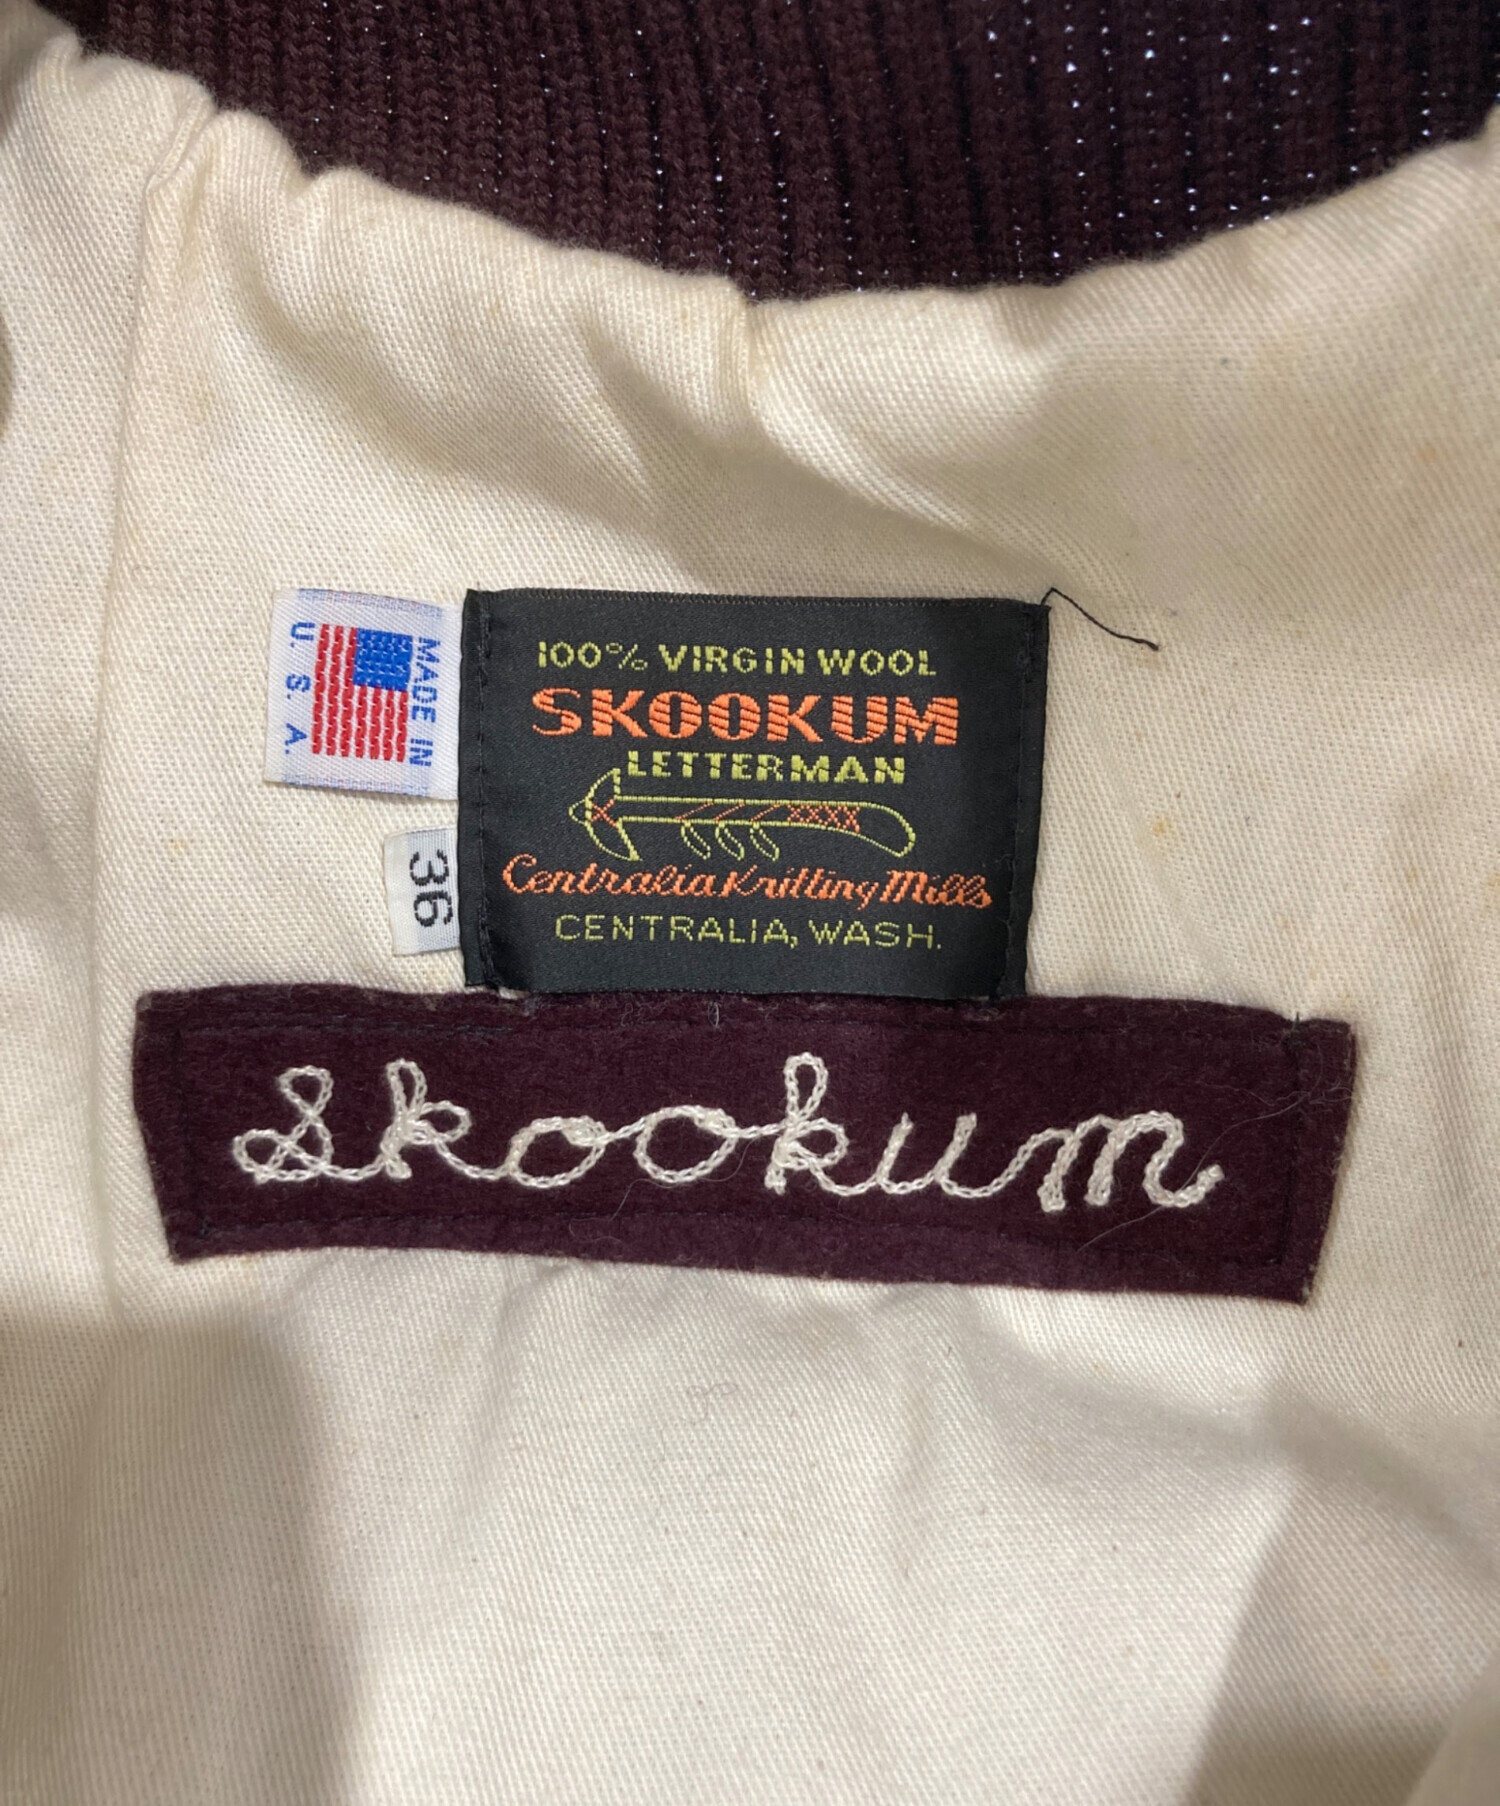 MADE IN
U. S. A.
100% VIRGIN WOOL
SKOOKUM
LETTERMAN
Centralia Knitting Mills
CENTRALIA, WASH.
36
Skookum